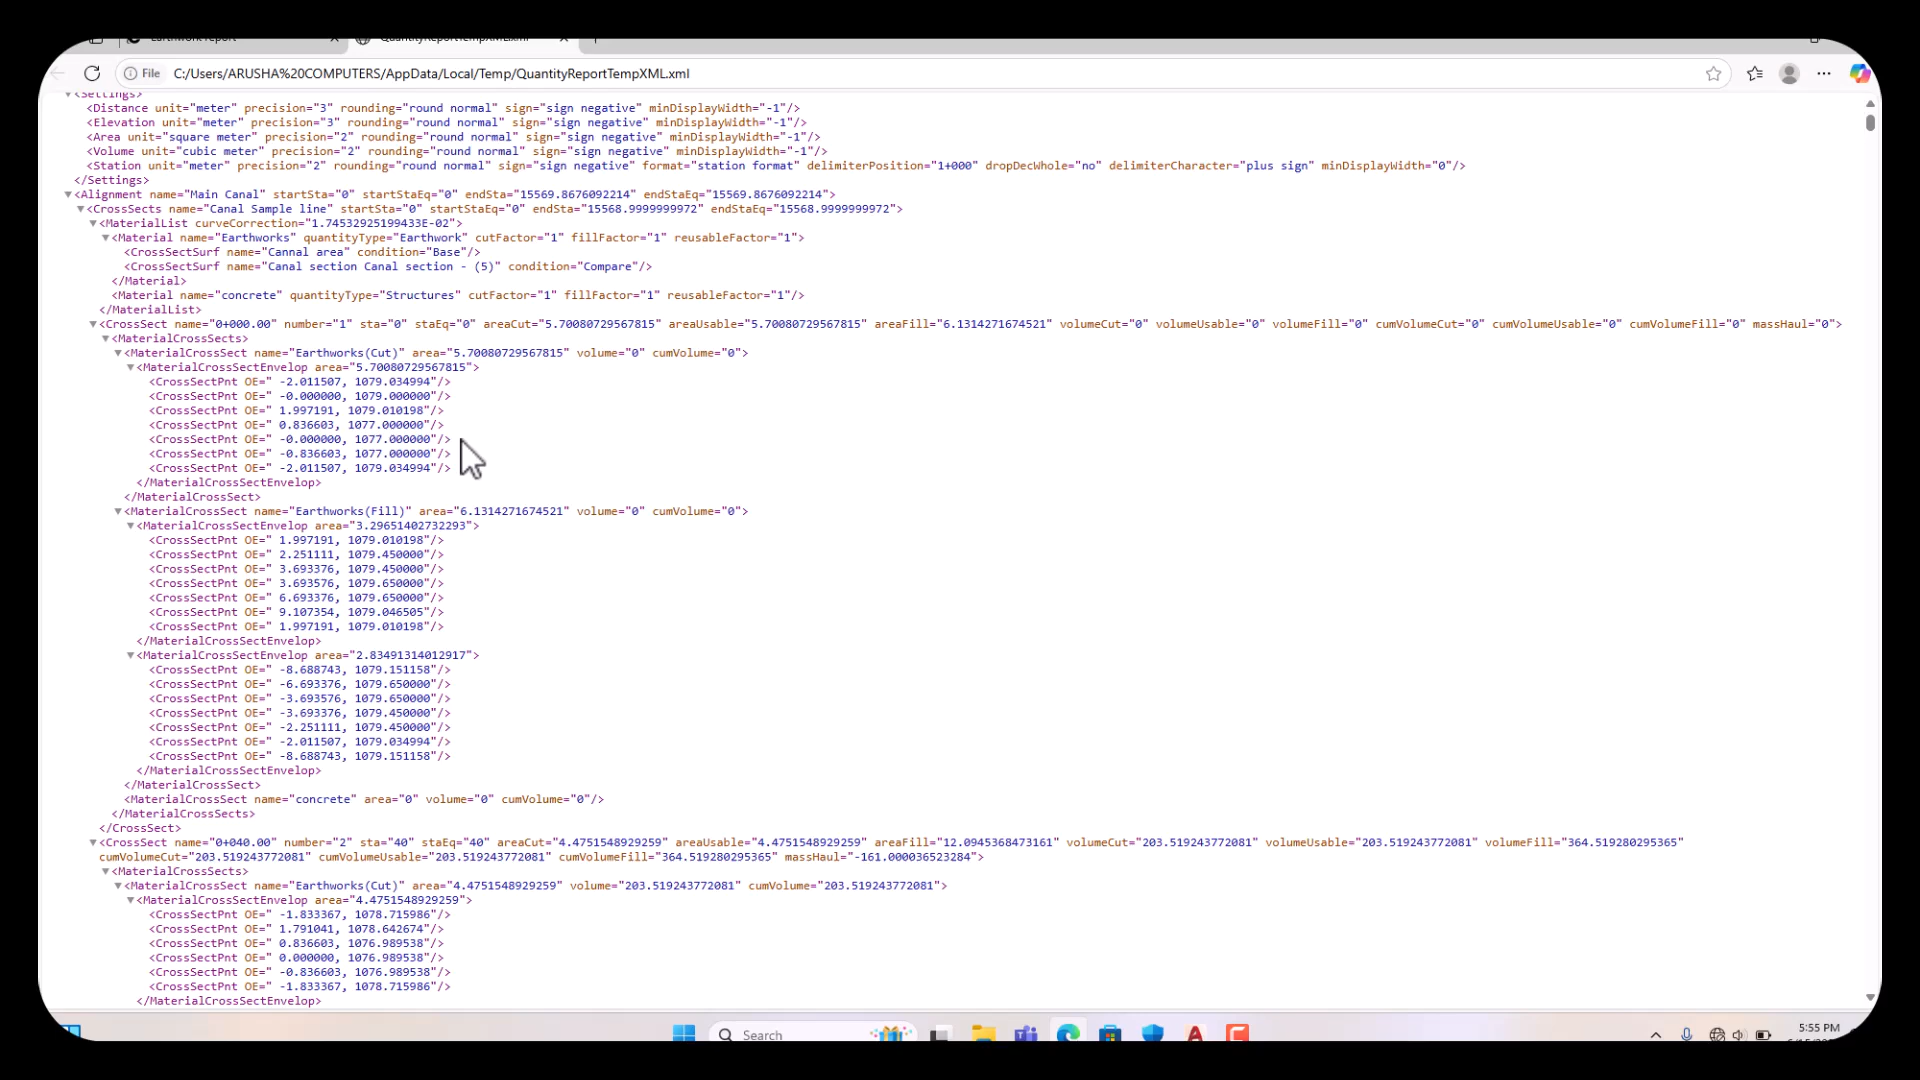 Earthwork report
QuantityReportTempXML.xml
File C:/Users/ARUSHA%20COMPUTERS/AppData/Local/Temp/QuantityReportTempXML.xml
<Settings>
<Distance unit="meter" precision="3" rounding="round normal" sign="sign negative" minDisplayWidth="-1"/>
<Elevation unit="meter" precision="3" rounding="round normal" sign="sign negative" minDisplayWidth="-1"/>
<Area unit="square meter" precision="2" rounding="round normal" sign="sign negative" minDisplayWidth="-1"/>
<Volume unit="cubic meter" precision="2" rounding="round normal" sign="sign negative" minDisplayWidth="-1"/>
<Station unit="meter" precision="2" rounding="round normal" sign="sign negative" format="station format" delimiterPosition="1+000" dropDecWhole="no" delimiterCharacter="plus sign" minDisplayWidth="0"/>
</Settings>
<Alignment name="Main Canal" startSta="0" startStaEq="0" endSta="15569.8676092214" endStaEq="15569.8676092214">
<CrossSects name="Canal Sample line" startSta="0" startStaEq="0" endSta="15568.9999999972" endStaEq="15568.9999999972">
<MaterialList curveCorrection="1.74532925199433E-02">
<Material name="Earthworks" quantityType="Earthwork" cutFactor="1" fillFactor="1" reusableFactor="1">
<CrossSectSurf name="Cannal area" condition="Base"/>
<CrossSectSurf name="Canal section Canal section - (5)" condition="Compare"/>
</Material>
<Material name="concrete" quantityType="Structures" cutFactor="1" fillFactor="1" reusableFactor="1"/>
</MaterialList>
<CrossSect name="0+000.00" number="1" sta="0" staEq="0" areaCut="5.70080729567815" areaUsable="5.70080729567815" areaFill="6.1314271674521" volumeCut="0" volumeUsable="0" volumeFill="0" cumVolumeCut="0" cumVolumeUsable="0" cumVolumeFill="0" massHaul="0">
<MaterialCrossSects>
<MaterialCrossSect name="Earthworks(Cut)" area="5.70080729567815" volume="0" cumVolume="0">
<MaterialCrossSectEnvelop area="5.70080729567815">
<CrossSectPnt OE=" -2.011507, 1079.034994"/>
<CrossSectPnt OE=" -0.000000, 1079.000000"/>
<CrossSectPnt OE=" 1.997191, 1079.010198"/>
<CrossSectPnt OE=" 0.836603, 1077.000000"/>
<CrossSectPnt OE=" -0.000000, 1077.000000"/>
<CrossSectPnt OE=" -0.836603, 1077.000000"/>
<CrossSectPnt OE=" -2.011507, 1079.034994"/>
</MaterialCrossSectEnvelop>
</MaterialCrossSect>
<MaterialCrossSect name="Earthworks(Fill)" area="6.1314271674521" volume="0" cumVolume="0">
<MaterialCrossSectEnvelop area="3.29651402732293">
<CrossSectPnt OE=" 1.997191, 1079.010198"/>
<CrossSectPnt OE=" 2.251111, 1079.450000"/>
<CrossSectPnt OE=" 3.693376, 1079.450000"/>
<CrossSectPnt OE=" 3.693576, 1079.650000"/>
<CrossSectPnt OE=" 6.693376, 1079.650000"/>
<CrossSectPnt OE=" 9.107354, 1079.046505"/>
<CrossSectPnt OE=" 1.997191, 1079.010198"/>
</MaterialCrossSectEnvelop>
<MaterialCrossSectEnvelop area="2.83491314012917">
<CrossSectPnt OE=" -8.688743, 1079.151158"/>
<CrossSectPnt OE=" -6.693376, 1079.650000"/>
<CrossSectPnt OE=" -3.693576, 1079.650000"/>
<CrossSectPnt OE=" -3.693376, 1079.450000"/>
<CrossSectPnt OE=" -2.251111, 1079.450000"/>
<CrossSectPnt OE=" -2.011507, 1079.034994"/>
<CrossSectPnt OE=" -8.688743, 1079.151158"/>
</MaterialCrossSectEnvelop>
</MaterialCrossSect>
<MaterialCrossSect name="concrete" area="0" volume="0" cumVolume="0"/>
</MaterialCrossSects>
</CrossSect>
<CrossSect name="0+040.00" number="2" sta="40" staEq="40" areaCut="4.4751548929259" areaUsable="4.4751548929259" areaFill="12.0945368473161" volumeCut="203.519243772081" volumeUsable="203.519243772081" volumeFill="364.519280295365"
cumVolumeCut="203.519243772081" cumVolumeUsable="203.519243772081" cumVolumeFill="364.519280295365" massHaul="-161.000036523284">
<MaterialCrossSects>
<MaterialCrossSect name="Earthworks(Cut)" area="4.4751548929259" volume="203.519243772081" cumVolume="203.519243772081">
<MaterialCrossSectEnvelop area="4.4751548929259">
<CrossSectPnt OE=" -1.833367, 1078.715986"/>
<CrossSectPnt OE=" 1.791041, 1078.642674"/>
<CrossSectPnt OE=" 0.836603, 1076.989538"/>
<CrossSectPnt OE=" 0.000000, 1076.989538"/>
<CrossSectPnt OE=" -0.836603, 1076.989538"/>
<CrossSectPnt OE=" -1.833367, 1078.715986"/>
</MaterialCrossSectEnvelop>
Search
5:55 PM